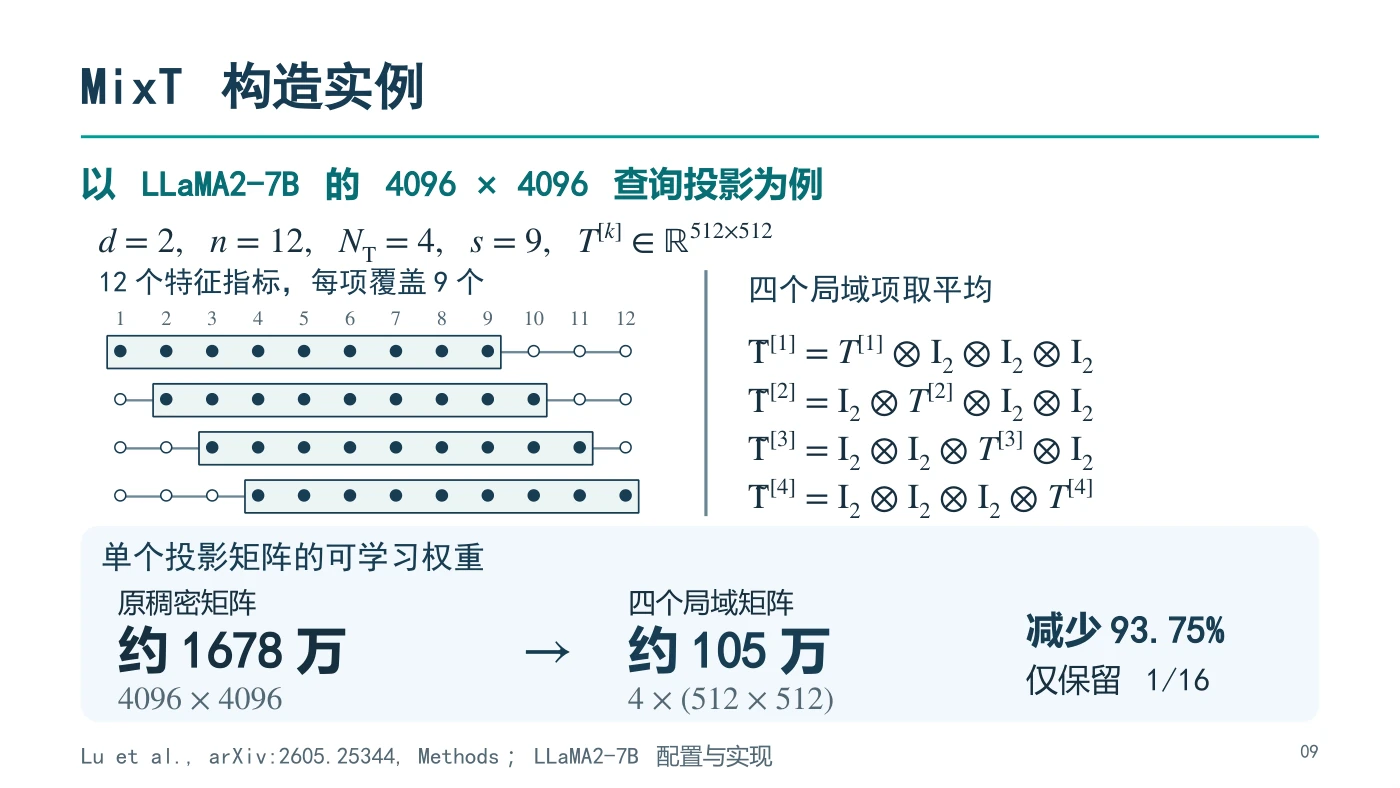 MixT 构造实例
以 LLaMA2-7B 的 4096 × 4096 查询投影为例
d = 2, n = 12, N_T = 4, s = 9, T^[k] ∈ ℝ^512×512
12 个特征指标，每项覆盖 9 个
1 2 3 4 5 6 7 8 9 10 11 12
四个局域项取平均
T̃^[1] = T^[1] ⊗ I_2 ⊗ I_2 ⊗ I_2
T̃^[2] = I_2 ⊗ T^[2] ⊗ I_2 ⊗ I_2
T̃^[3] = I_2 ⊗ I_2 ⊗ T^[3] ⊗ I_2
T̃^[4] = I_2 ⊗ I_2 ⊗ I_2 ⊗ T^[4]
单个投影矩阵的可学习权重
原稠密矩阵
约 1678 万
4096 × 4096
→
四个局域矩阵
约 105 万
4 × (512 × 512)
减少 93.75%
仅保留 1/16
Lu et al., arXiv:2605.25344, Methods； LLaMA2-7B 配置与实现
09